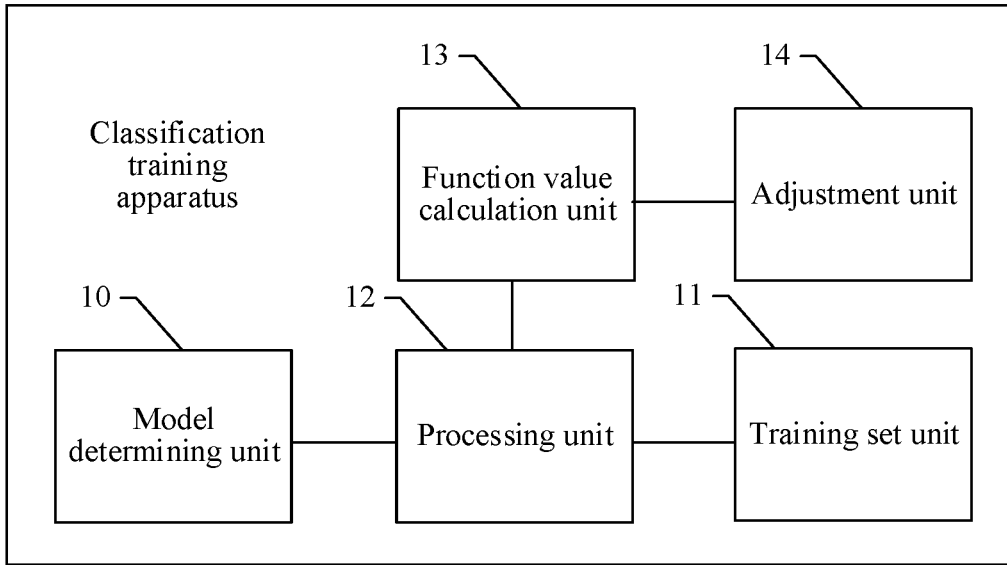 13
14
Classification
training
apparatus
Function value
calculation unit
Adjustment unit
10
12
11
Model
determining unit
Processing unit
Training set unit